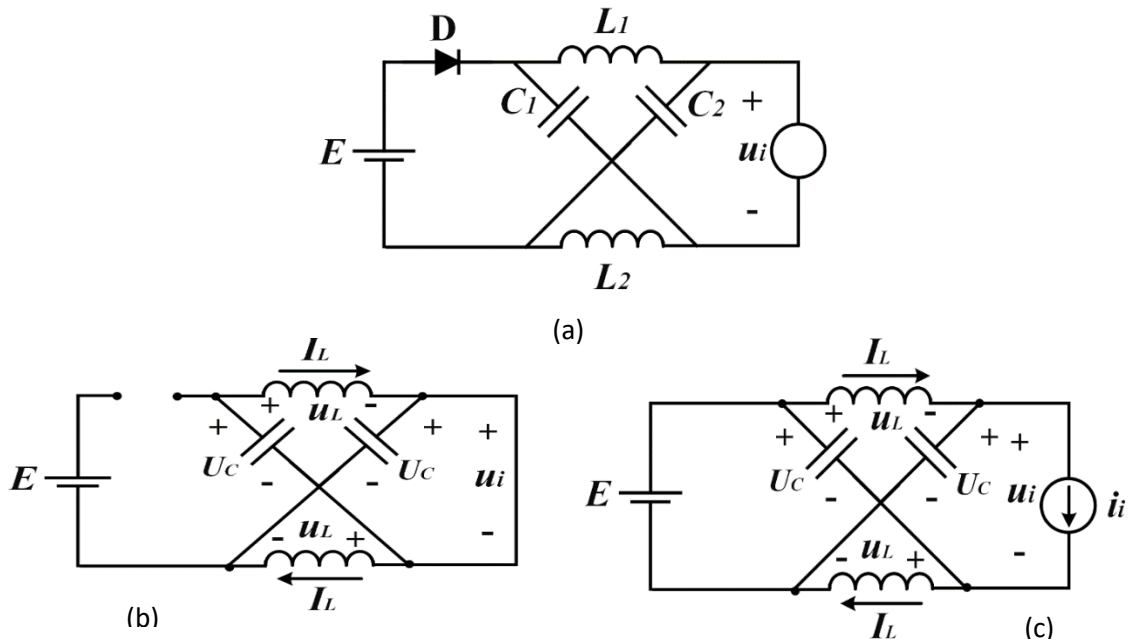 D
L1
C1
C2
+
E
ui
-
L2
(a)
IL
+ uL -
+
+
+
UC
UC
E
ui
-
-
-
- uL +
IL
(b)
IL
+ uL -
+
+
+
UC
UC
E
ui
ii
-
-
-
- uL +
IL
(c)